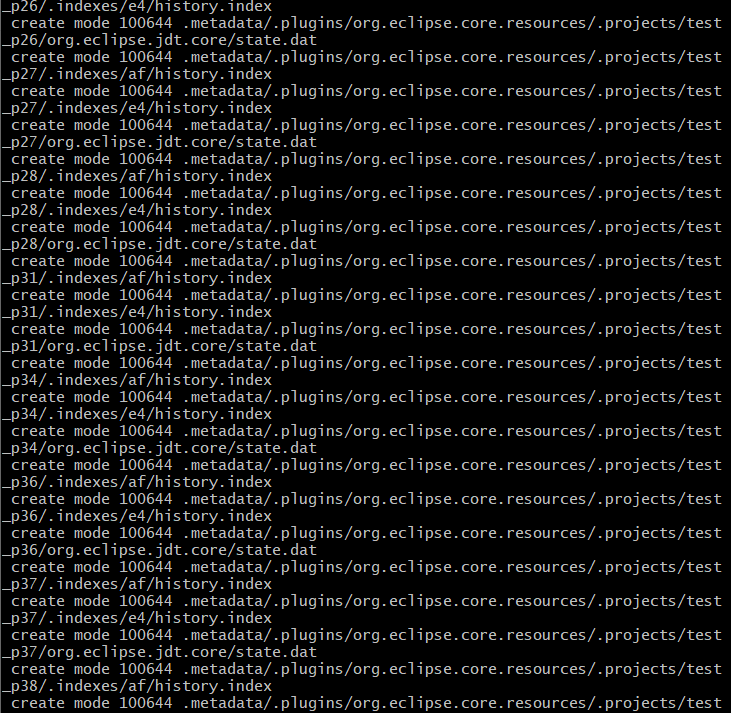 _p26/.indexes/e4/history.index
 create mode 100644 .metadata/.plugins/org.eclipse.core.resources/.projects/test
_p26/org.eclipse.jdt.core/state.dat
 create mode 100644 .metadata/.plugins/org.eclipse.core.resources/.projects/test
_p27/.indexes/af/history.index
 create mode 100644 .metadata/.plugins/org.eclipse.core.resources/.projects/test
_p27/.indexes/e4/history.index
 create mode 100644 .metadata/.plugins/org.eclipse.core.resources/.projects/test
_p27/org.eclipse.jdt.core/state.dat
 create mode 100644 .metadata/.plugins/org.eclipse.core.resources/.projects/test
_p28/.indexes/af/history.index
 create mode 100644 .metadata/.plugins/org.eclipse.core.resources/.projects/test
_p28/.indexes/e4/history.index
 create mode 100644 .metadata/.plugins/org.eclipse.core.resources/.projects/test
_p28/org.eclipse.jdt.core/state.dat
 create mode 100644 .metadata/.plugins/org.eclipse.core.resources/.projects/test
_p31/.indexes/af/history.index
 create mode 100644 .metadata/.plugins/org.eclipse.core.resources/.projects/test
_p31/.indexes/e4/history.index
 create mode 100644 .metadata/.plugins/org.eclipse.core.resources/.projects/test
_p31/org.eclipse.jdt.core/state.dat
 create mode 100644 .metadata/.plugins/org.eclipse.core.resources/.projects/test
_p34/.indexes/af/history.index
 create mode 100644 .metadata/.plugins/org.eclipse.core.resources/.projects/test
_p34/.indexes/e4/history.index
 create mode 100644 .metadata/.plugins/org.eclipse.core.resources/.projects/test
_p34/org.eclipse.jdt.core/state.dat
 create mode 100644 .metadata/.plugins/org.eclipse.core.resources/.projects/test
_p36/.indexes/af/history.index
 create mode 100644 .metadata/.plugins/org.eclipse.core.resources/.projects/test
_p36/.indexes/e4/history.index
 create mode 100644 .metadata/.plugins/org.eclipse.core.resources/.projects/test
_p36/org.eclipse.jdt.core/state.dat
 create mode 100644 .metadata/.plugins/org.eclipse.core.resources/.projects/test
_p37/.indexes/af/history.index
 create mode 100644 .metadata/.plugins/org.eclipse.core.resources/.projects/test
_p37/.indexes/e4/history.index
 create mode 100644 .metadata/.plugins/org.eclipse.core.resources/.projects/test
_p37/org.eclipse.jdt.core/state.dat
 create mode 100644 .metadata/.plugins/org.eclipse.core.resources/.projects/test
_p38/.indexes/af/history.index
 create mode 100644 .metadata/.plugins/org.eclipse.core.resources/.projects/test